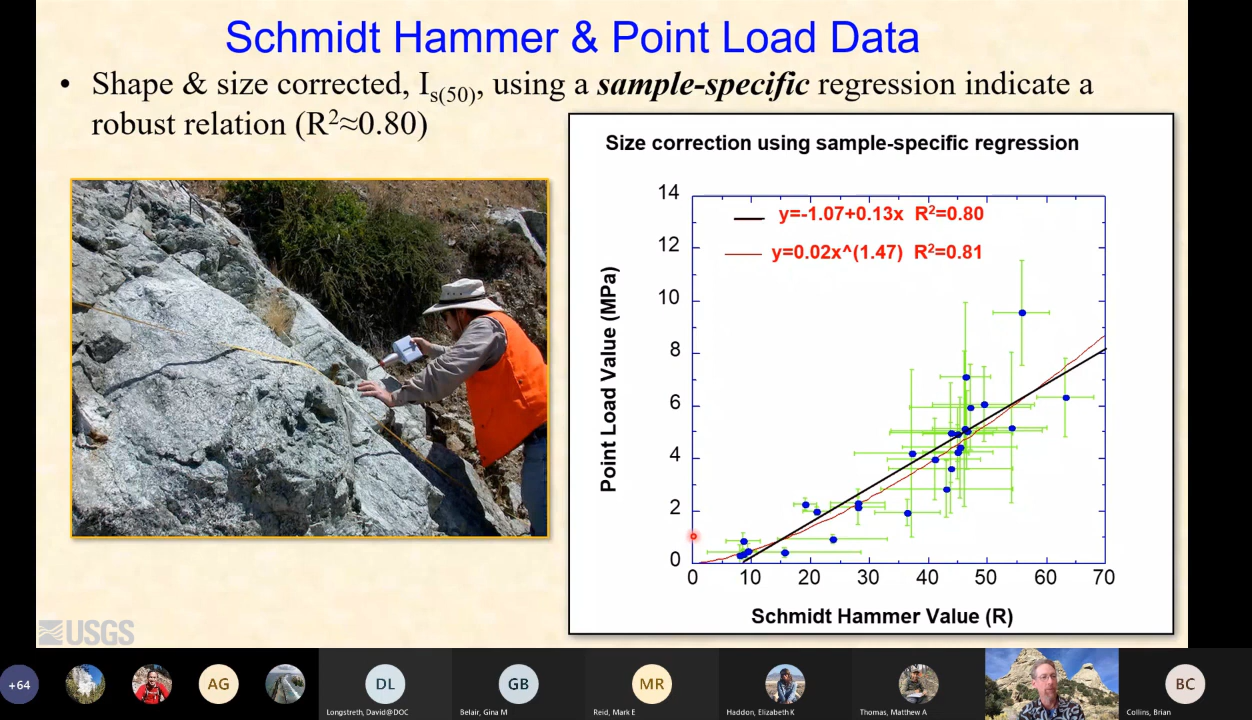 Schmidt Hammer & Point Load Data
• Shape & size corrected, Is(50), using a sample-specific regression indicate a
robust relation (R²≈0.80)
Size correction using sample-specific regression
14
12
10
8
6
4
2
0
y=-1.07+0.13x R²=0.80
y=0.02x^(1.47) R²=0.81
Point Load Value (MPa)
0 10 20 30 40 50 60 70
Schmidt Hammer Value (R)
USGS
+64 AG DL GB MR BC
Longstreth, David@DOC Belair, Gina M Reid, Mark E Haddon, Elizabeth K Thomas, Matthew A Collins, Brian